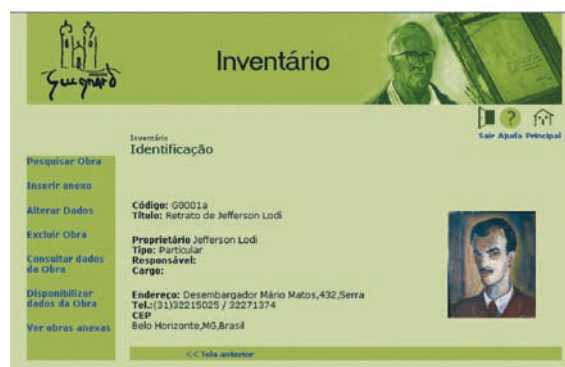 Guignard
Inventário
Sair Ajuda Principal
Inventário
Identificação
Pesquisar Obra
Inserir anexo
Alterar Dados
Excluir Obra
Consultar dados
da Obra
Disponibilizar
dados da Obra
Ver obras anexas
Código: G0001a
Título: Retrato de Jefferson Lodi
Proprietário Jefferson Lodi
Tipo: Particular
Responsável:
Cargo:
Endereço: Desembargador Mário Matos,432,Serra
Tel.:(31)32215025 / 32271374
CEP
Belo Horizonte,MG,Brasil
<< Tela anterior